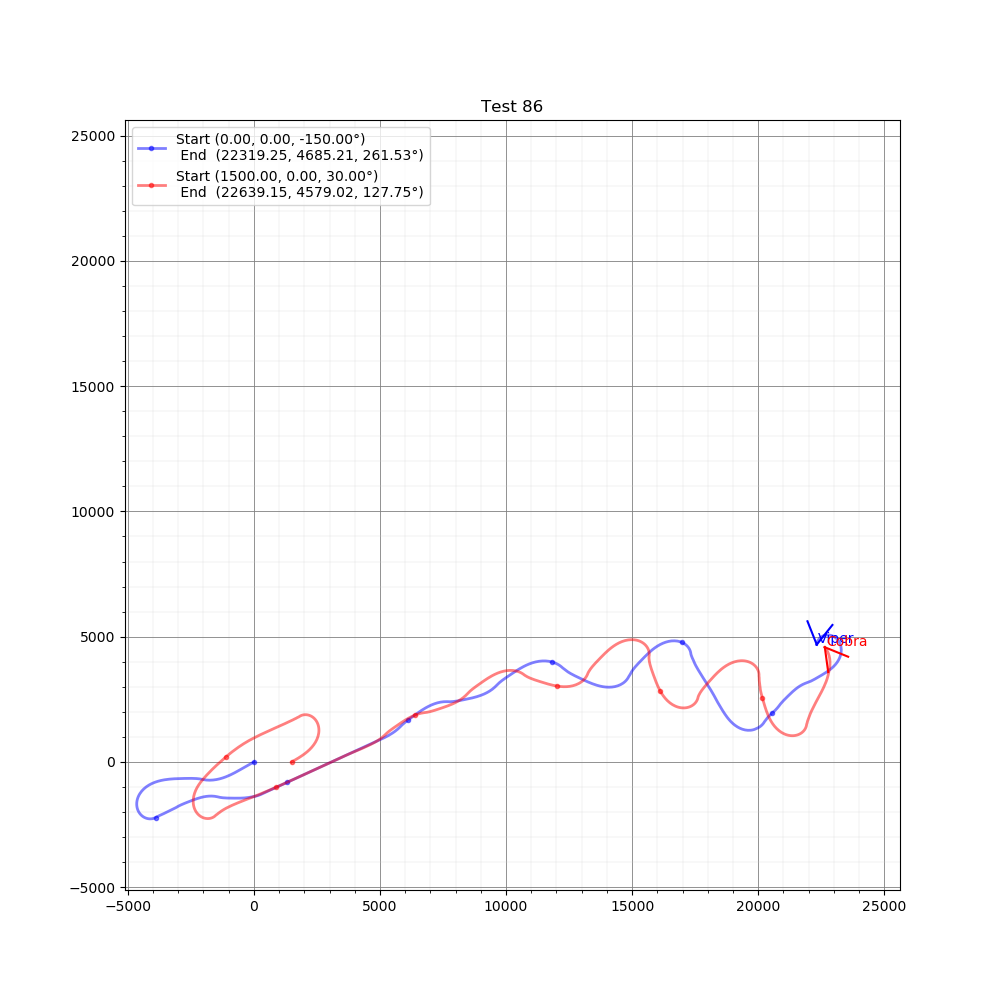 Test 86
Start (0.00, 0.00, -150.00°)
End (22319.25, 4685.21, 261.53°)
Start (1500.00, 0.00, 30.00°)
End (22639.15, 4579.02, 127.75°)
25000
20000
15000
10000
5000
0
−5000
Viper
Cobra
−5000 0 5000 10000 15000 20000 25000